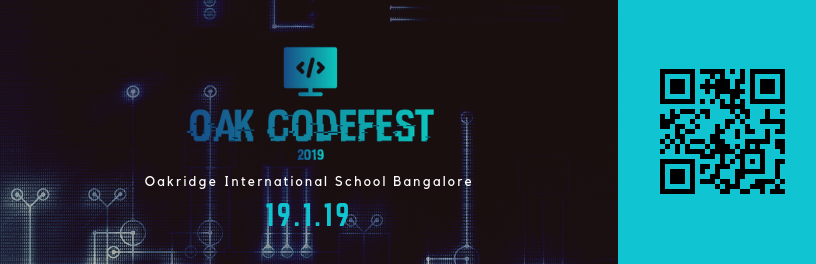 </>
OAK CODEFEST
2019
Oakridge International School Bangalore
19.1.19